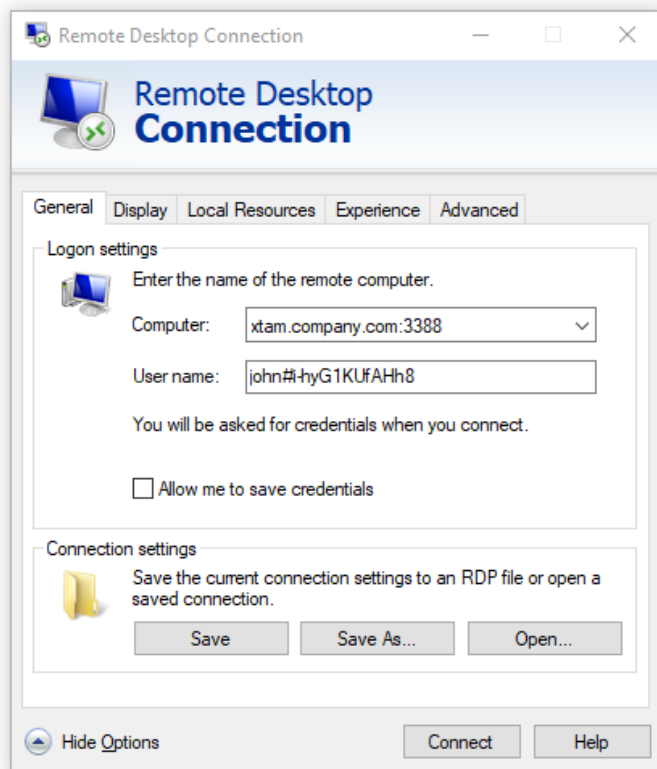 Remote Desktop Connection
Remote Desktop
Connection
General Display Local Resources Experience Advanced
Logon settings
Enter the name of the remote computer.
Computer: xtam.company.com:3388
User name: john#i-hyG1KUfAHh8
You will be asked for credentials when you connect.
Allow me to save credentials
Connection settings
Save the current connection settings to an RDP file or open a
saved connection.
Save Save As... Open...
Hide Options Connect Help